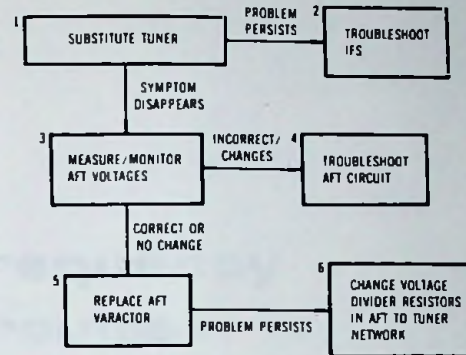 1
SUBSTITUTE TUNER
PROBLEM
PERSISTS
2
TROUBLESHOOT
IFS
SYMPTOM
DISAPPEARS
3
MEASURE/MONITOR
AFT VOLTAGES
INCORRECT/
CHANGES
4
TROUBLESHOOT
AFT CIRCUIT
CORRECT OR
NO CHANGE
5
REPLACE AFT
VARACTOR
PROBLEM PERSISTS
6
CHANGE VOLTAGE
DIVIDER RESISTORS
IN AFT TO TUNER
NETWORK